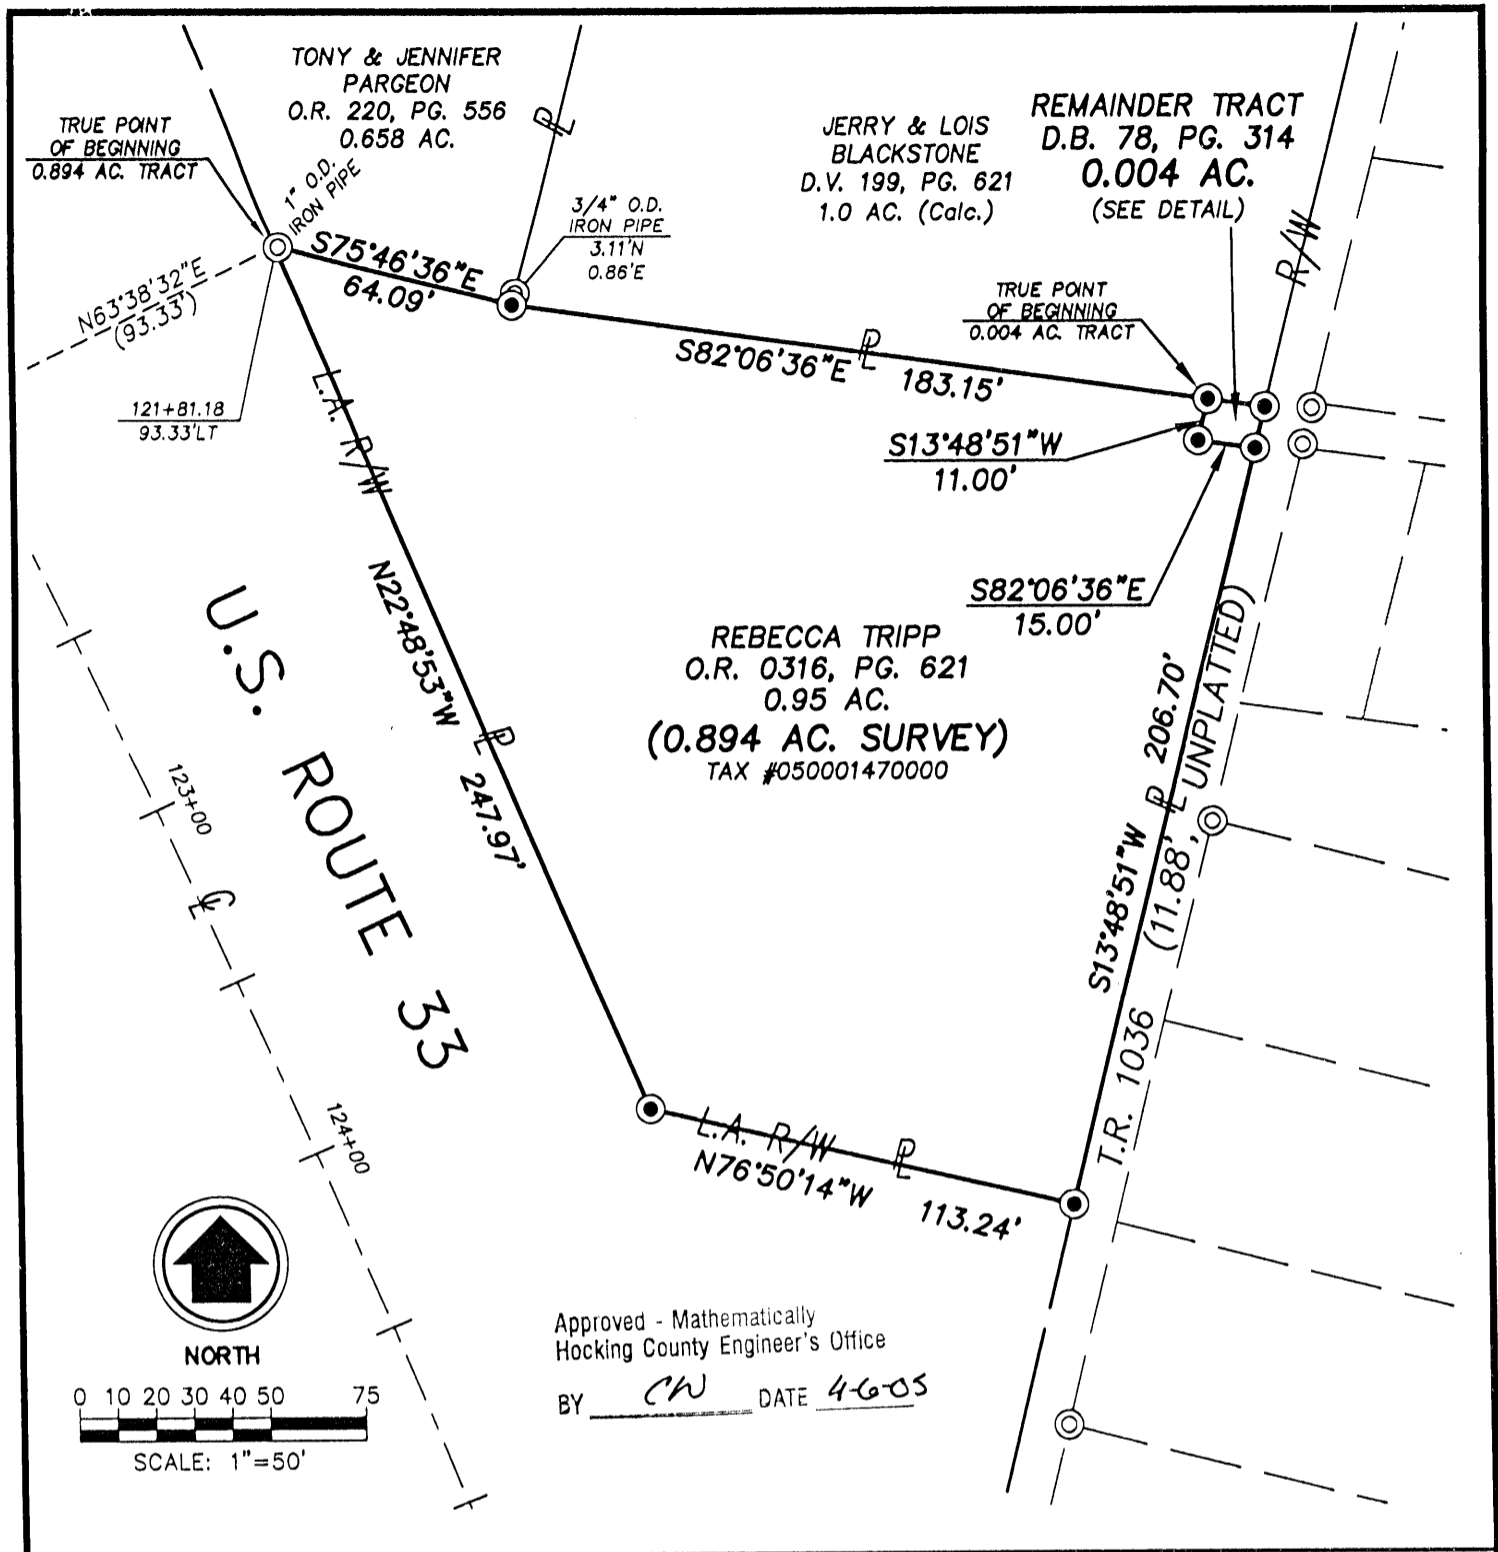 TONY & JENNIFER
PARGEON
O.R. 220, PG. 556
0.658 AC.
TRUE POINT
OF BEGINNING
0.894 AC. TRACT
1" O.D.
IRON PIPE
JERRY & LOIS
BLACKSTONE
D.V. 199, PG. 621
1.0 AC. (Calc.)
REMAINDER TRACT
D.B. 78, PG. 314
0.004 AC.
(SEE DETAIL)
3/4" O.D.
IRON PIPE
3.11'N
0.86'E
R/W
N63°38'32"E
(93.33')
S75°46'36"E
64.09'
TRUE POINT
OF BEGINNING
0.004 AC. TRACT
S82°06'36"E
183.15'
121+81.18
93.33'LT
L.A. R/W
S13°48'51"W
11.00'
S82°06'36"E
15.00'
U.S. ROUTE 33
N22°48'53"W
247.97'
REBECCA TRIPP
O.R. 0316, PG. 621
0.95 AC.
(0.894 AC. SURVEY)
TAX #050001470000
S13°48'51"W 206.70'
T.R. 1036 (11.88', UNPLATTED)
123+00
124+00
L.A. R/W
N76°50'14"W
113.24'
NORTH
0 10 20 30 40 50 75
SCALE: 1"=50'
Approved - Mathematically
Hocking County Engineer's Office
BY CW DATE 4-6-05